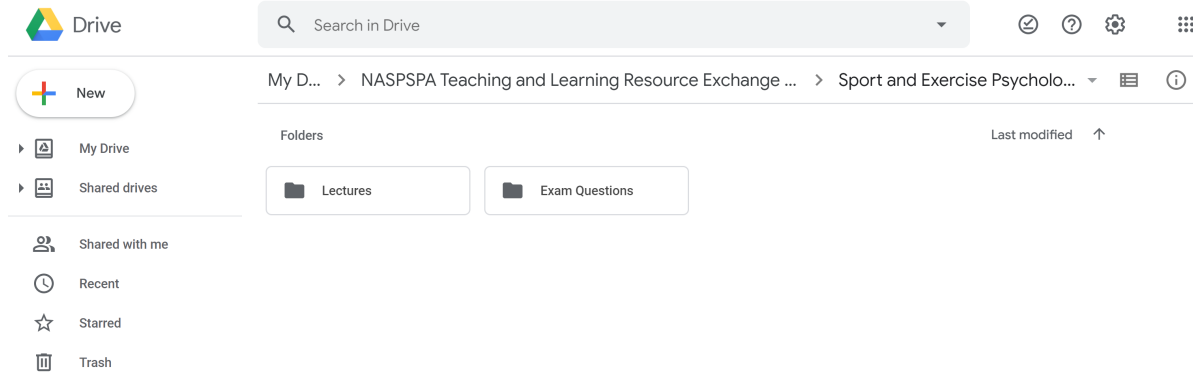 Drive
Search in Drive
New
My D... > NASPSPA Teaching and Learning Resource Exchange ... > Sport and Exercise Psycholo...
My Drive
Shared drives
Shared with me
Recent
Starred
Trash
Folders
Last modified
Lectures
Exam Questions